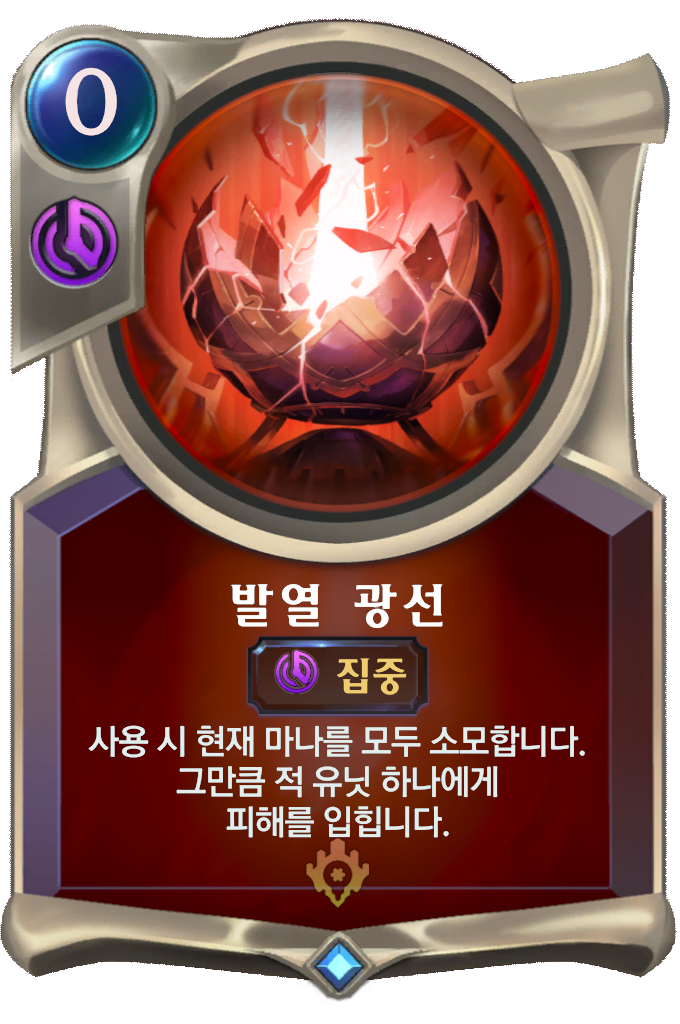 0
발열 광선
집중
사용 시 현재 마나를 모두 소모합니다.
그만큼 적 유닛 하나에게
피해를 입힙니다.